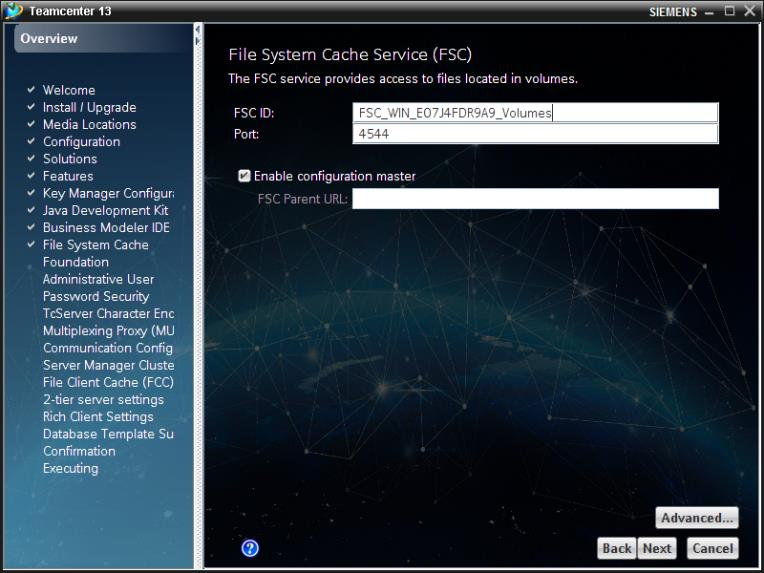 Teamcenter 13
SIEMENS
Overview
Welcome
Install / Upgrade
Media Locations
Configuration
Solutions
Features
Key Manager Configura
Java Development Kit
Business Modeler IDE
File System Cache
Foundation
Administrative User
Password Security
TcServer Character Enc
Multiplexing Proxy (MU
Communication Config
Server Manager Cluste
File Client Cache (FCC)
2-tier server settings
Rich Client Settings
Database Template Su
Confirmation
Executing
File System Cache Service (FSC)
The FSC service provides access to files located in volumes.
FSC ID: FSC_WIN_EO7J4FDR9A9_Volumes
Port: 4544
Enable configuration master
FSC Parent URL:
Advanced...
? Back Next Cancel